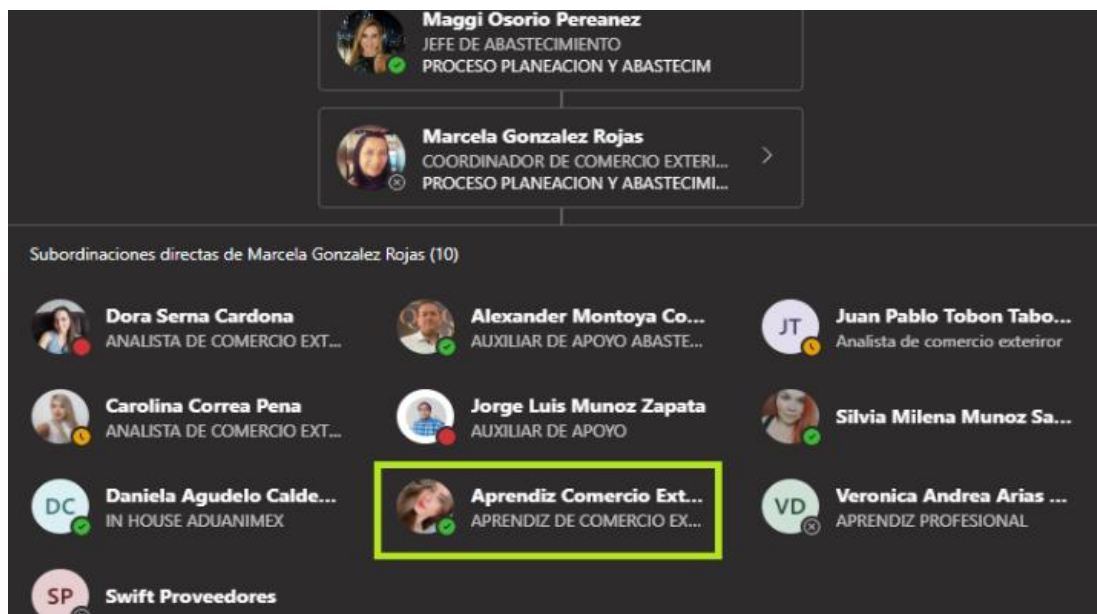 Maggi Osorio Pereanez
JEFE DE ABASTECIMIENTO
PROCESO PLANEACION Y ABASTECIM
Marcela Gonzalez Rojas
COORDINADOR DE COMERCIO EXTERI...
PROCESO PLANEACION Y ABASTECIMI...
Subordinaciones directas de Marcela Gonzalez Rojas (10)
Dora Serna Cardona
ANALISTA DE COMERCIO EXT...
Alexander Montoya Co...
AUXILIAR DE APOYO ABASTE...
JT
Juan Pablo Tobon Tabo...
Analista de comercio exteriror
Carolina Correa Pena
ANALISTA DE COMERCIO EXT...
Jorge Luis Munoz Zapata
AUXILIAR DE APOYO
Silvia Milena Munoz Sa...
DC
Daniela Agudelo Calde...
IN HOUSE ADUANIMEX
Aprendiz Comercio Ext...
APRENDIZ DE COMERCIO EX...
VD
Veronica Andrea Arias ...
APRENDIZ PROFESIONAL
SP
Swift Proveedores